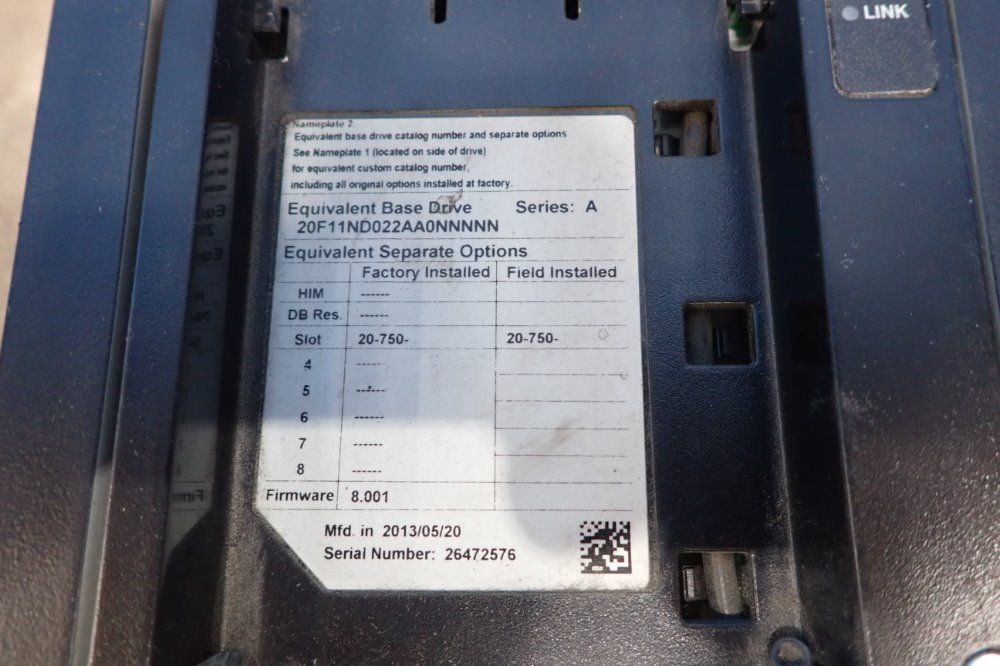 LINK
Nameplate 2.
Equivalent base drive catalog number and separate options
See Nameplate 1 (located on side of drive)
for equivalent custom catalog number,
including all original options installed at factory.
Equivalent Base Drive Series: A
20F11ND022AA0NNNNN
Equivalent Separate Options
Factory Installed Field Installed
HIM ------
DB Res. ------
Slot 20-750- 20-750-
4 ------
5 ------
6 ------
7 ------
8 ------
Firmware 8.001
Mfd. in 2013/05/20
Serial Number: 26472576